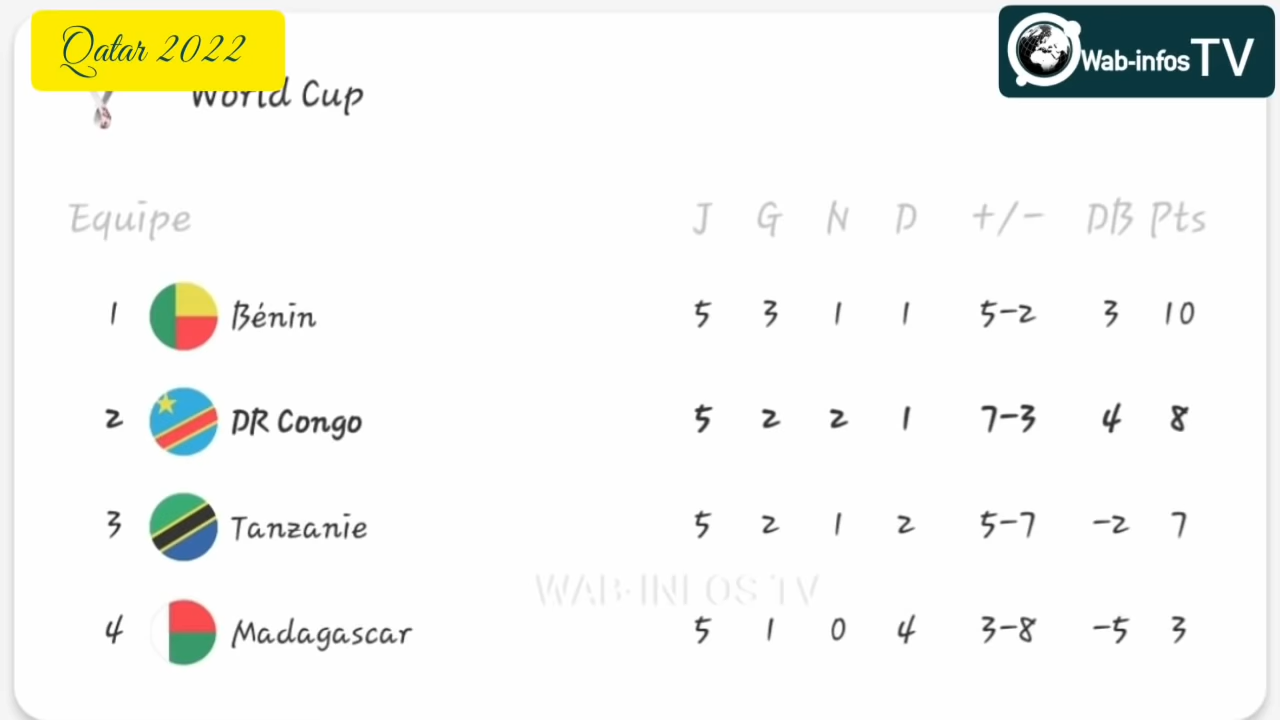 Qatar 2022
Wab-infos TV
World Cup
Equipe J G N D +/- DB Pts
1 Bénin 5 3 1 1 5-2 3 10
2 DR Congo 5 2 2 1 7-3 4 8
3 Tanzanie 5 2 1 2 5-7 -2 7
WAB-INFOS TV
4 Madagascar 5 1 0 4 3-8 -5 3